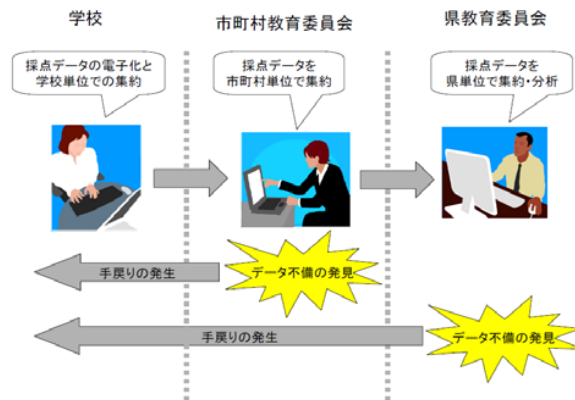 学校
市町村教育委員会
県教育委員会
採点データの電子化と
学校単位での集約
採点データを
市町村単位で集約
採点データを
県単位で集約・分析
手戻りの発生
データ不備の発見
手戻りの発生
データ不備の発見